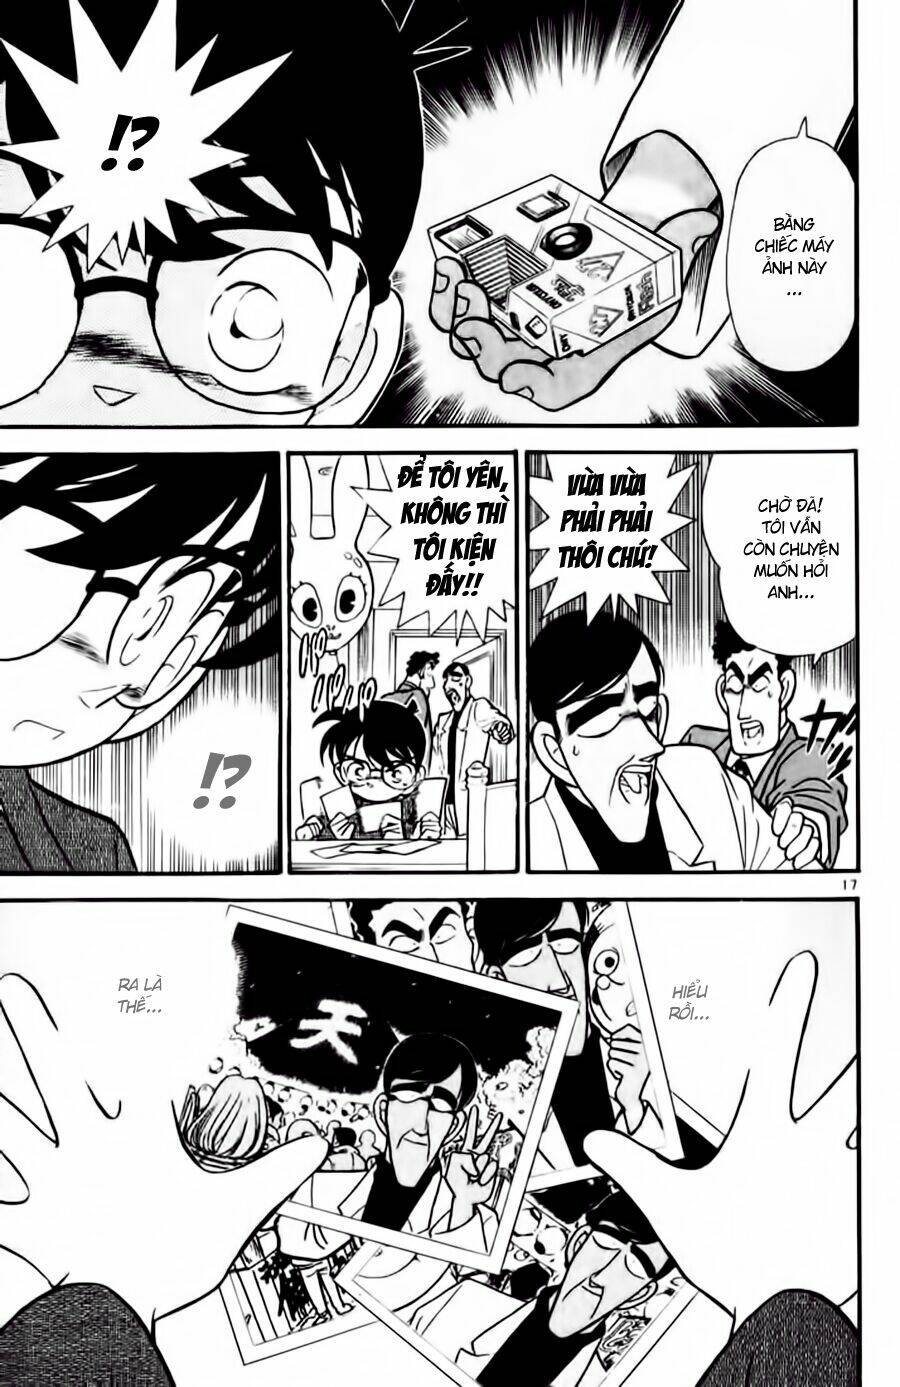 BẰNG
CHIẾC MÁY
ẢNH NÀY
...
!?
CHỜ ĐÃ!
TÔI VẪN
CÒN CHUYỆN
MUỐN HỎI
ANH...
VỪA VỪA
PHẢI PHẢI
THÔI CHỨ!
ĐỂ TÔI YÊN,
KHÔNG THÌ
TÔI KIỆN
ĐẤY!!
!?
17
HIỂU
RỒI...
RA LÀ
THẾ...
天